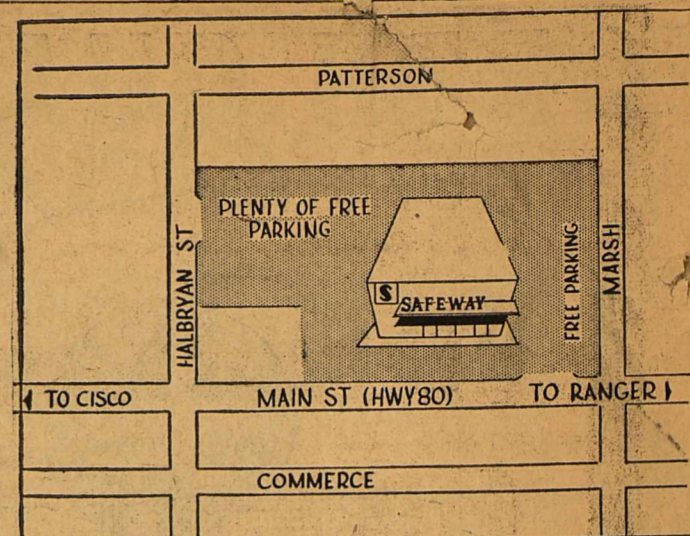 PATTERSON
PLENTY OF FREE
PARKING
HALBRYAN ST
S
SAFEWAY
FREE PARKING
MARSH
TO CISCO
MAIN ST (HWY80)
TO RANGER
COMMERCE